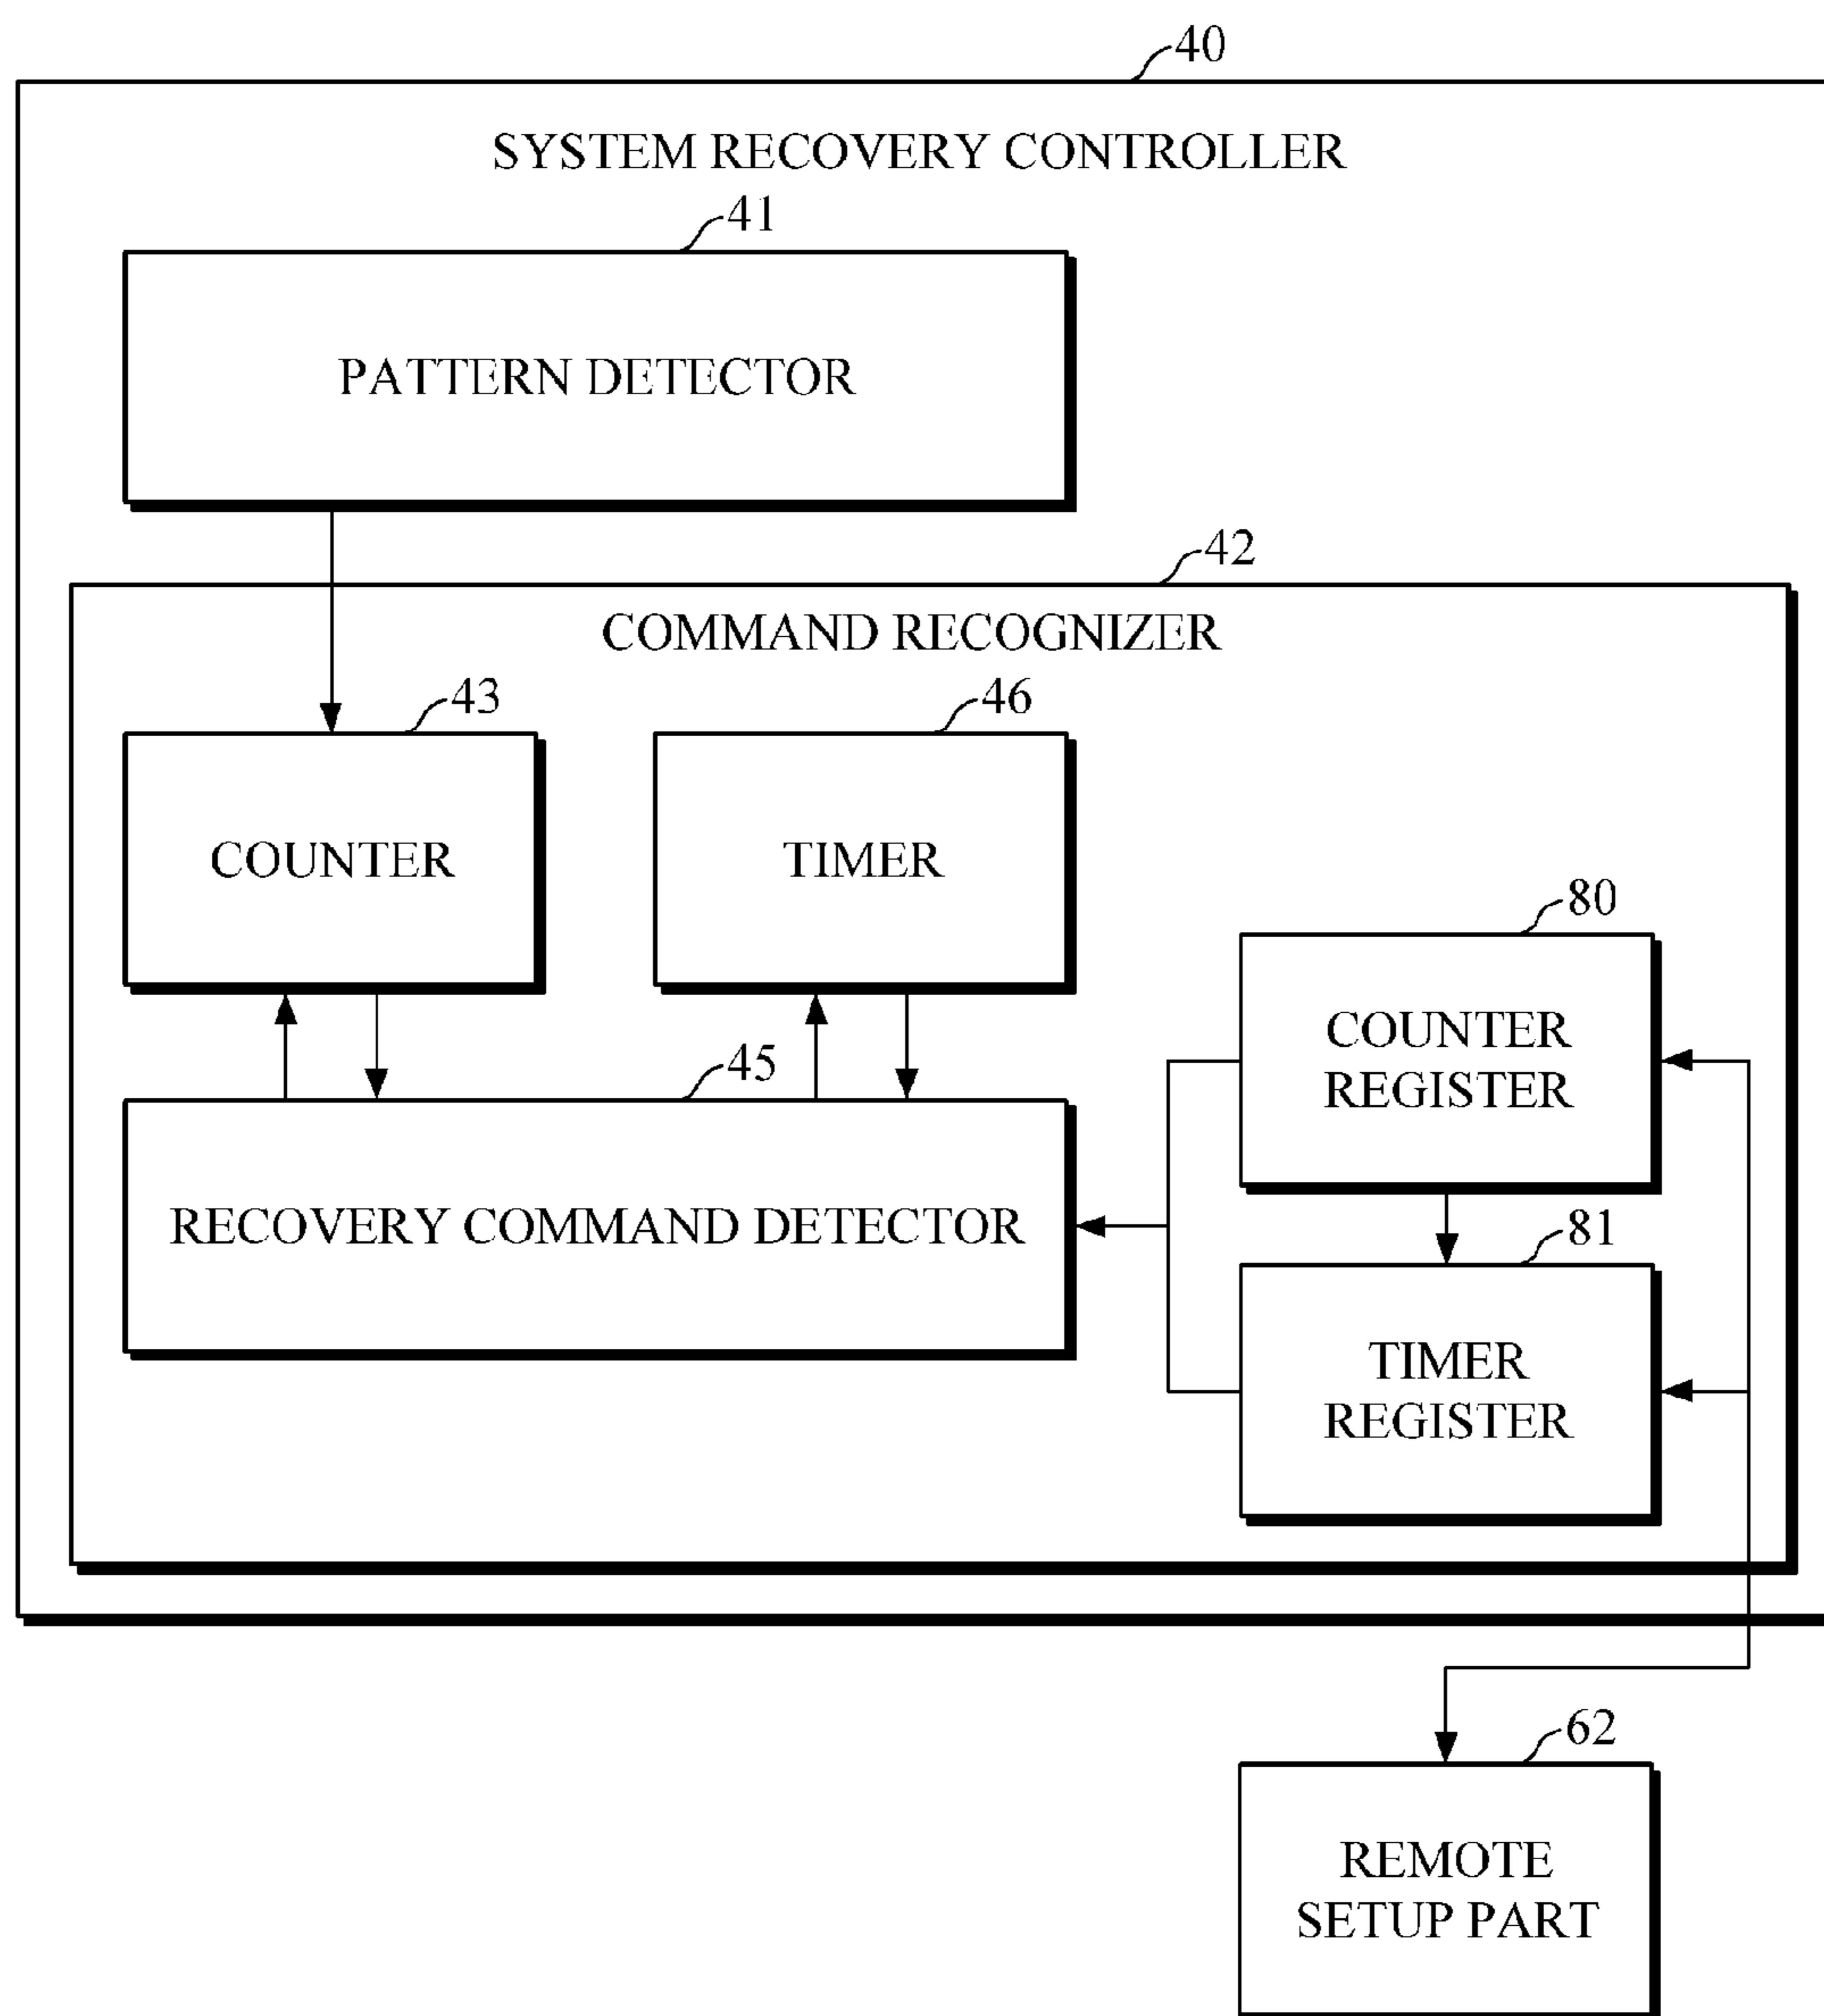 40
SYSTEM RECOVERY CONTROLLER
41
PATTERN DETECTOR
42
COMMAND RECOGNIZER
43
46
COUNTER
TIMER
80
COUNTER
REGISTER
45
RECOVERY COMMAND DETECTOR
81
TIMER
REGISTER
62
REMOTE
SETUP PART